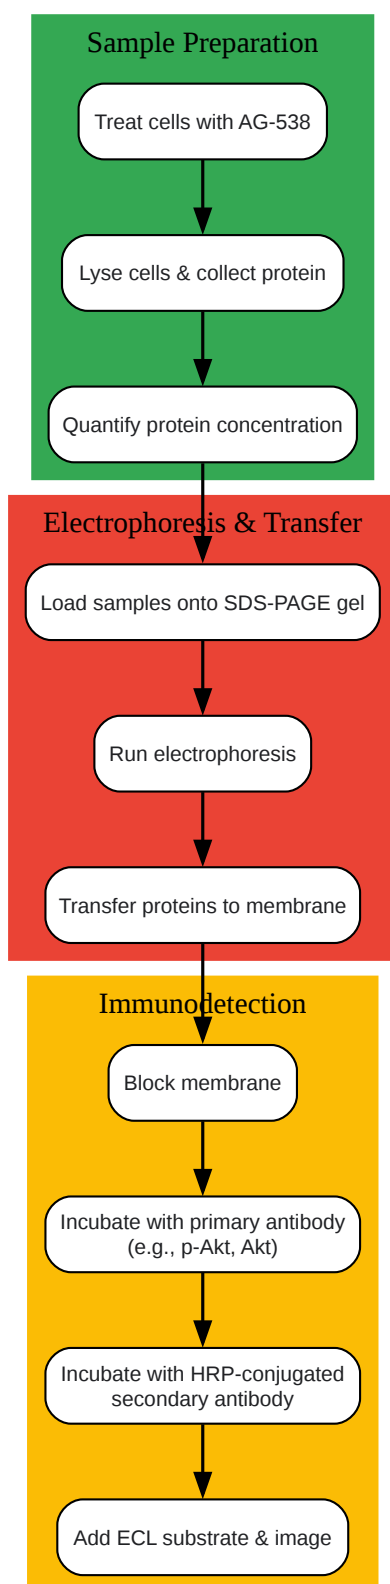 Sample Preparation
Treat cells with AG-538
Lyse cells & collect protein
Quantify protein concentration
Electrophoresis & Transfer
Load samples onto SDS-PAGE gel
Run electrophoresis
Transfer proteins to membrane
Immunodetection
Block membrane
Incubate with primary antibody
(e.g., p-Akt, Akt)
Incubate with HRP-conjugated
secondary antibody
Add ECL substrate & image